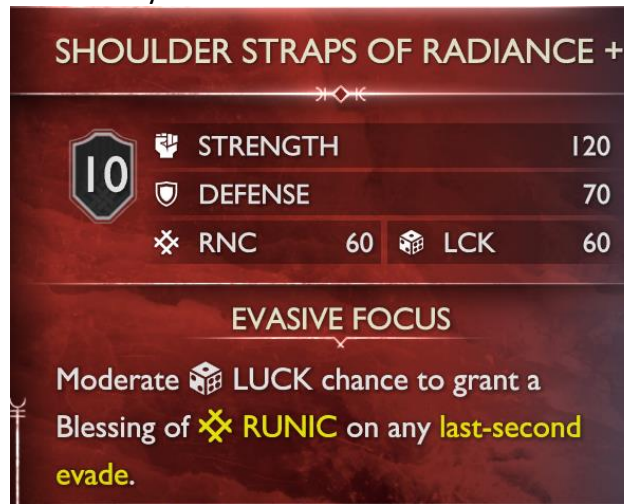 SHOULDER STRAPS OF RADIANCE +
10
STRENGTH 120
DEFENSE 70
RNC 60 LCK 60
EVASIVE FOCUS
Moderate LUCK chance to grant a
Blessing of RUNIC on any last-second
evade.